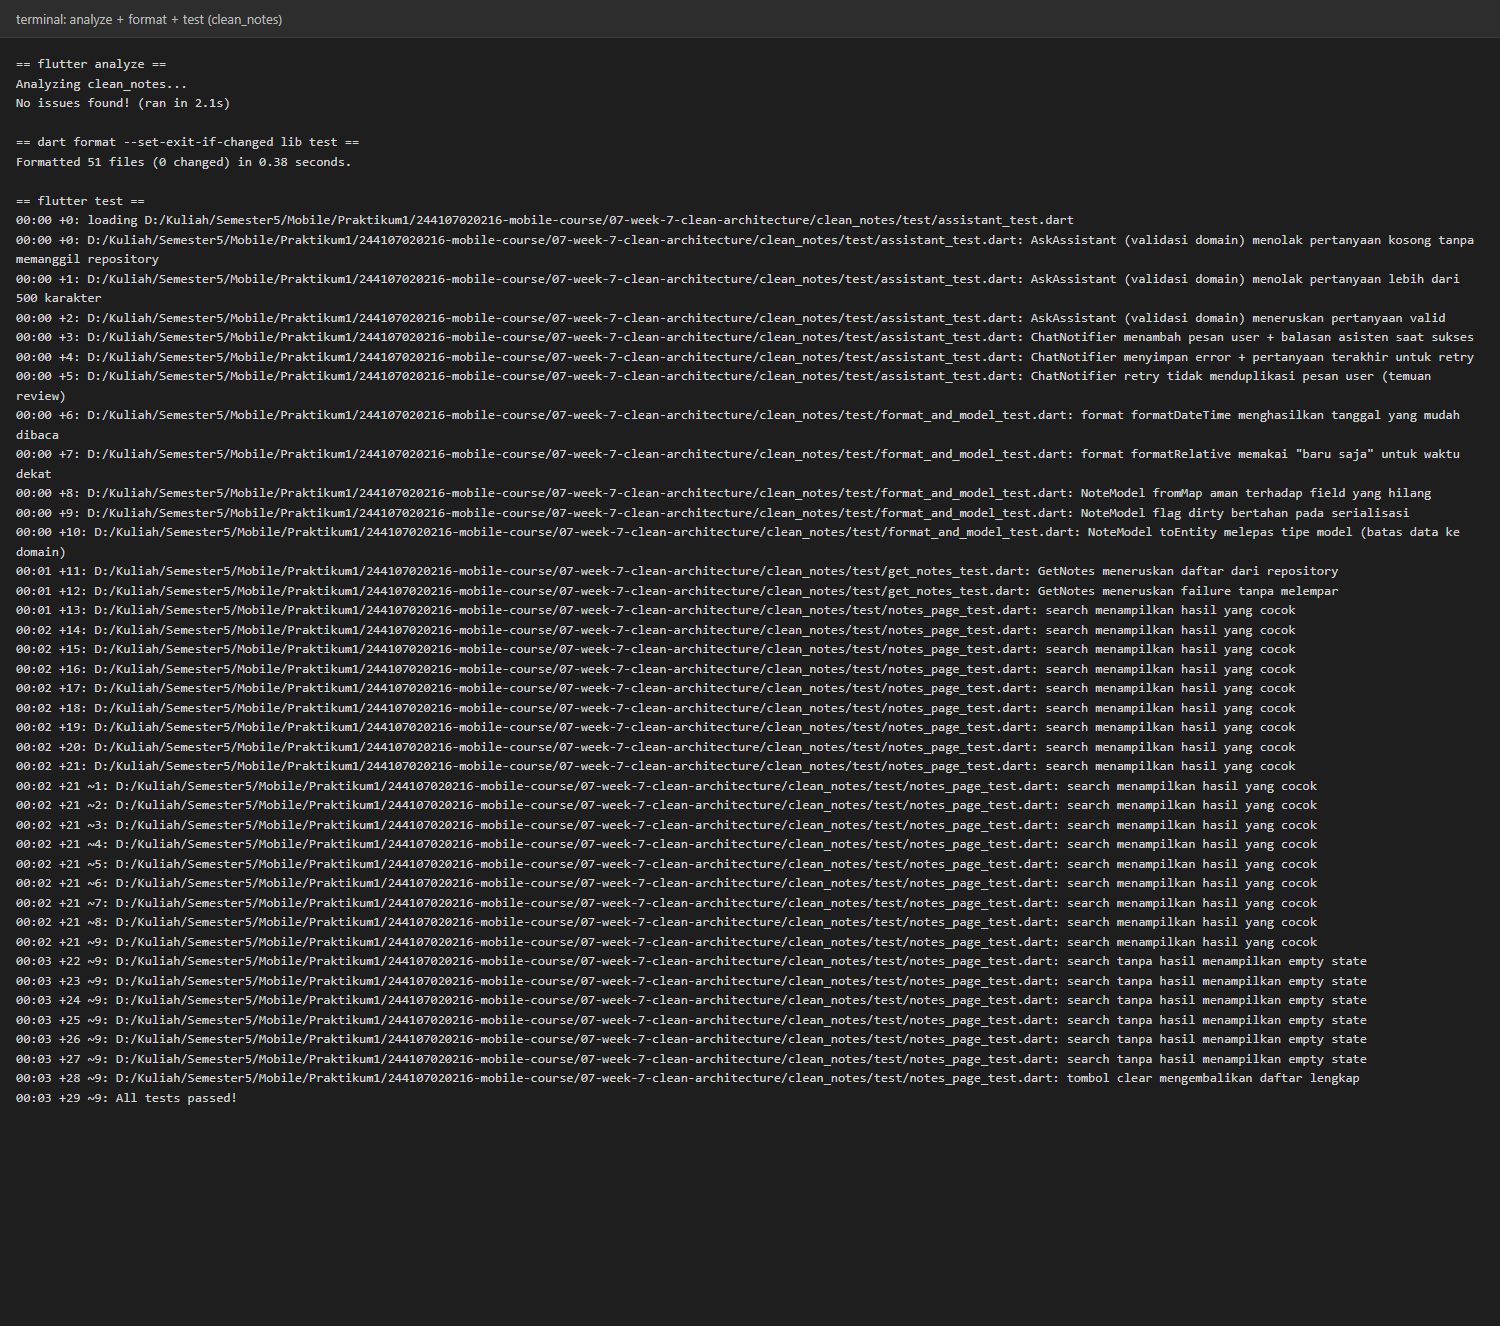 terminal: analyze + format + test (clean_notes)
== flutter analyze ==
Analyzing clean_notes...
No issues found! (ran in 2.1s)
== dart format --set-exit-if-changed lib test ==
Formatted 51 files (0 changed) in 0.38 seconds.
== flutter test ==
00:00 +0: loading D:/Kuliah/Semester5/Mobile/Praktikum1/244107020216-mobile-course/07-week-7-clean-architecture/clean_notes/test/assistant_test.dart
00:00 +0: D:/Kuliah/Semester5/Mobile/Praktikum1/244107020216-mobile-course/07-week-7-clean-architecture/clean_notes/test/assistant_test.dart: AskAssistant (validasi domain) menolak pertanyaan kosong tanpa
memanggil repository
00:00 +1: D:/Kuliah/Semester5/Mobile/Praktikum1/244107020216-mobile-course/07-week-7-clean-architecture/clean_notes/test/assistant_test.dart: AskAssistant (validasi domain) menolak pertanyaan lebih dari
500 karakter
00:00 +2: D:/Kuliah/Semester5/Mobile/Praktikum1/244107020216-mobile-course/07-week-7-clean-architecture/clean_notes/test/assistant_test.dart: AskAssistant (validasi domain) meneruskan pertanyaan valid
00:00 +3: D:/Kuliah/Semester5/Mobile/Praktikum1/244107020216-mobile-course/07-week-7-clean-architecture/clean_notes/test/assistant_test.dart: ChatNotifier menambah pesan user + balasan asisten saat sukses
00:00 +4: D:/Kuliah/Semester5/Mobile/Praktikum1/244107020216-mobile-course/07-week-7-clean-architecture/clean_notes/test/assistant_test.dart: ChatNotifier menyimpan error + pertanyaan terakhir untuk retry
00:00 +5: D:/Kuliah/Semester5/Mobile/Praktikum1/244107020216-mobile-course/07-week-7-clean-architecture/clean_notes/test/assistant_test.dart: ChatNotifier retry tidak menduplikasi pesan user (temuan
review)
00:00 +6: D:/Kuliah/Semester5/Mobile/Praktikum1/244107020216-mobile-course/07-week-7-clean-architecture/clean_notes/test/format_and_model_test.dart: format formatDateTime menghasilkan tanggal yang mudah
dibaca
00:00 +7: D:/Kuliah/Semester5/Mobile/Praktikum1/244107020216-mobile-course/07-week-7-clean-architecture/clean_notes/test/format_and_model_test.dart: format formatRelative memakai "baru saja" untuk waktu
dekat
00:00 +8: D:/Kuliah/Semester5/Mobile/Praktikum1/244107020216-mobile-course/07-week-7-clean-architecture/clean_notes/test/format_and_model_test.dart: NoteModel fromMap aman terhadap field yang hilang
00:00 +9: D:/Kuliah/Semester5/Mobile/Praktikum1/244107020216-mobile-course/07-week-7-clean-architecture/clean_notes/test/format_and_model_test.dart: NoteModel flag dirty bertahan pada serialisasi
00:00 +10: D:/Kuliah/Semester5/Mobile/Praktikum1/244107020216-mobile-course/07-week-7-clean-architecture/clean_notes/test/format_and_model_test.dart: NoteModel toEntity melepas tipe model (batas data ke
domain)
00:01 +11: D:/Kuliah/Semester5/Mobile/Praktikum1/244107020216-mobile-course/07-week-7-clean-architecture/clean_notes/test/get_notes_test.dart: GetNotes meneruskan daftar dari repository
00:01 +12: D:/Kuliah/Semester5/Mobile/Praktikum1/244107020216-mobile-course/07-week-7-clean-architecture/clean_notes/test/get_notes_test.dart: GetNotes meneruskan failure tanpa melempar
00:01 +13: D:/Kuliah/Semester5/Mobile/Praktikum1/244107020216-mobile-course/07-week-7-clean-architecture/clean_notes/test/notes_page_test.dart: search menampilkan hasil yang cocok
00:02 +14: D:/Kuliah/Semester5/Mobile/Praktikum1/244107020216-mobile-course/07-week-7-clean-architecture/clean_notes/test/notes_page_test.dart: search menampilkan hasil yang cocok
00:02 +15: D:/Kuliah/Semester5/Mobile/Praktikum1/244107020216-mobile-course/07-week-7-clean-architecture/clean_notes/test/notes_page_test.dart: search menampilkan hasil yang cocok
00:02 +16: D:/Kuliah/Semester5/Mobile/Praktikum1/244107020216-mobile-course/07-week-7-clean-architecture/clean_notes/test/notes_page_test.dart: search menampilkan hasil yang cocok
00:02 +17: D:/Kuliah/Semester5/Mobile/Praktikum1/244107020216-mobile-course/07-week-7-clean-architecture/clean_notes/test/notes_page_test.dart: search menampilkan hasil yang cocok
00:02 +18: D:/Kuliah/Semester5/Mobile/Praktikum1/244107020216-mobile-course/07-week-7-clean-architecture/clean_notes/test/notes_page_test.dart: search menampilkan hasil yang cocok
00:02 +19: D:/Kuliah/Semester5/Mobile/Praktikum1/244107020216-mobile-course/07-week-7-clean-architecture/clean_notes/test/notes_page_test.dart: search menampilkan hasil yang cocok
00:02 +20: D:/Kuliah/Semester5/Mobile/Praktikum1/244107020216-mobile-course/07-week-7-clean-architecture/clean_notes/test/notes_page_test.dart: search menampilkan hasil yang cocok
00:02 +21: D:/Kuliah/Semester5/Mobile/Praktikum1/244107020216-mobile-course/07-week-7-clean-architecture/clean_notes/test/notes_page_test.dart: search menampilkan hasil yang cocok
00:02 +21 ~1: D:/Kuliah/Semester5/Mobile/Praktikum1/244107020216-mobile-course/07-week-7-clean-architecture/clean_notes/test/notes_page_test.dart: search menampilkan hasil yang cocok
00:02 +21 ~2: D:/Kuliah/Semester5/Mobile/Praktikum1/244107020216-mobile-course/07-week-7-clean-architecture/clean_notes/test/notes_page_test.dart: search menampilkan hasil yang cocok
00:02 +21 ~3: D:/Kuliah/Semester5/Mobile/Praktikum1/244107020216-mobile-course/07-week-7-clean-architecture/clean_notes/test/notes_page_test.dart: search menampilkan hasil yang cocok
00:02 +21 ~4: D:/Kuliah/Semester5/Mobile/Praktikum1/244107020216-mobile-course/07-week-7-clean-architecture/clean_notes/test/notes_page_test.dart: search menampilkan hasil yang cocok
00:02 +21 ~5: D:/Kuliah/Semester5/Mobile/Praktikum1/244107020216-mobile-course/07-week-7-clean-architecture/clean_notes/test/notes_page_test.dart: search menampilkan hasil yang cocok
00:02 +21 ~6: D:/Kuliah/Semester5/Mobile/Praktikum1/244107020216-mobile-course/07-week-7-clean-architecture/clean_notes/test/notes_page_test.dart: search menampilkan hasil yang cocok
00:02 +21 ~7: D:/Kuliah/Semester5/Mobile/Praktikum1/244107020216-mobile-course/07-week-7-clean-architecture/clean_notes/test/notes_page_test.dart: search menampilkan hasil yang cocok
00:02 +21 ~8: D:/Kuliah/Semester5/Mobile/Praktikum1/244107020216-mobile-course/07-week-7-clean-architecture/clean_notes/test/notes_page_test.dart: search menampilkan hasil yang cocok
00:02 +21 ~9: D:/Kuliah/Semester5/Mobile/Praktikum1/244107020216-mobile-course/07-week-7-clean-architecture/clean_notes/test/notes_page_test.dart: search menampilkan hasil yang cocok
00:03 +22 ~9: D:/Kuliah/Semester5/Mobile/Praktikum1/244107020216-mobile-course/07-week-7-clean-architecture/clean_notes/test/notes_page_test.dart: search tanpa hasil menampilkan empty state
00:03 +23 ~9: D:/Kuliah/Semester5/Mobile/Praktikum1/244107020216-mobile-course/07-week-7-clean-architecture/clean_notes/test/notes_page_test.dart: search tanpa hasil menampilkan empty state
00:03 +24 ~9: D:/Kuliah/Semester5/Mobile/Praktikum1/244107020216-mobile-course/07-week-7-clean-architecture/clean_notes/test/notes_page_test.dart: search tanpa hasil menampilkan empty state
00:03 +25 ~9: D:/Kuliah/Semester5/Mobile/Praktikum1/244107020216-mobile-course/07-week-7-clean-architecture/clean_notes/test/notes_page_test.dart: search tanpa hasil menampilkan empty state
00:03 +26 ~9: D:/Kuliah/Semester5/Mobile/Praktikum1/244107020216-mobile-course/07-week-7-clean-architecture/clean_notes/test/notes_page_test.dart: search tanpa hasil menampilkan empty state
00:03 +27 ~9: D:/Kuliah/Semester5/Mobile/Praktikum1/244107020216-mobile-course/07-week-7-clean-architecture/clean_notes/test/notes_page_test.dart: search tanpa hasil menampilkan empty state
00:03 +28 ~9: D:/Kuliah/Semester5/Mobile/Praktikum1/244107020216-mobile-course/07-week-7-clean-architecture/clean_notes/test/notes_page_test.dart: tombol clear mengembalikan daftar lengkap
00:03 +29 ~9: All tests passed!